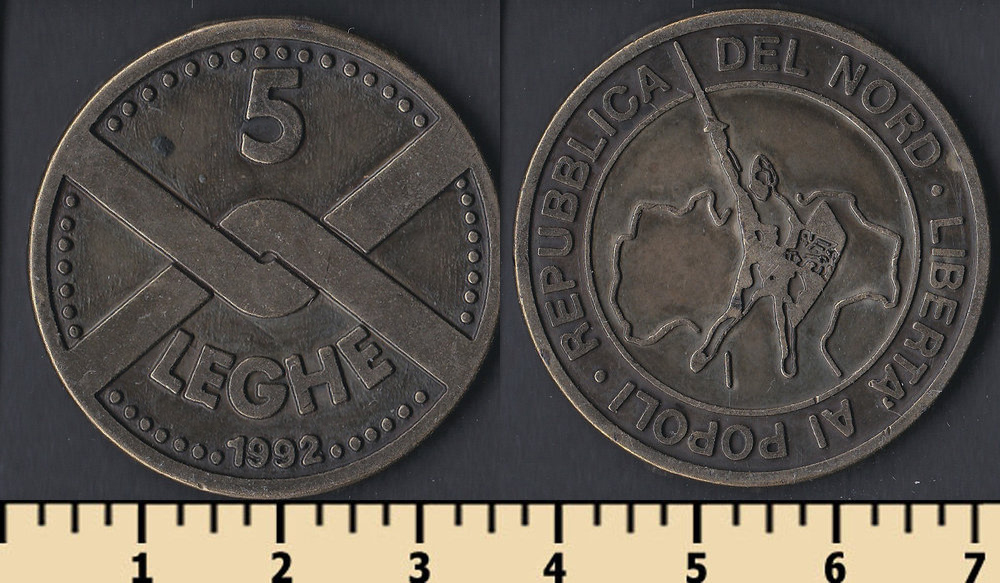 5
LEGHE
1992
REPUBBLICA DEL NORD · LIBERTA' AI POPOLI ·
1 2 3 4 5 6 7